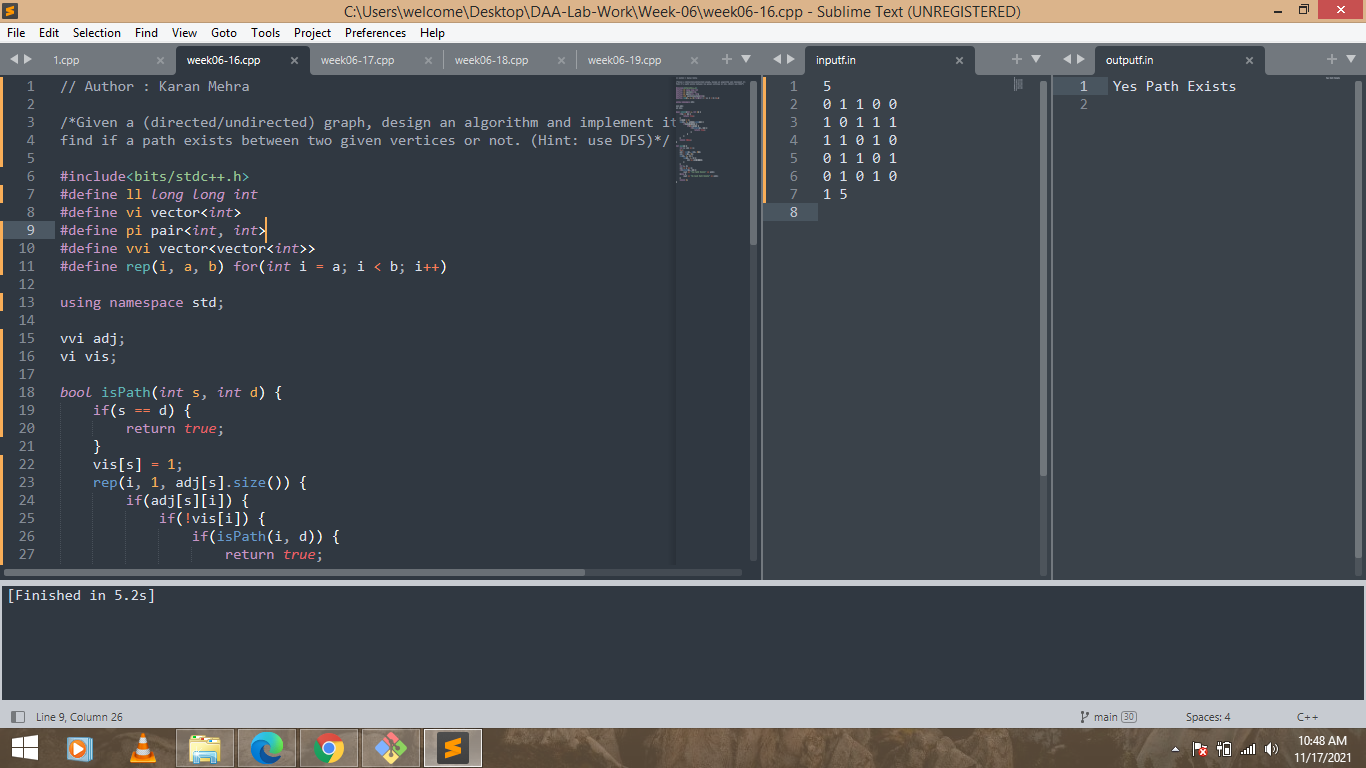 C:\Users\welcome\Desktop\DAA-Lab-Work\Week-06\week06-16.cpp - Sublime Text (UNREGISTERED)
File Edit Selection Find View Goto Tools Project Preferences Help
1.cpp week06-16.cpp week06-17.cpp week06-18.cpp week06-19.cpp
1 // Author : Karan Mehra
2
3 /*Given a (directed/undirected) graph, design an algorithm and implement it
4 find if a path exists between two given vertices or not. (Hint: use DFS)*/
5
6 #include<bits/stdc++.h>
7 #define ll long long int
8 #define vi vector<int>
9 #define pi pair<int, int>
10 #define vvi vector<vector<int>>
11 #define rep(i, a, b) for(int i = a; i < b; i++)
12
13 using namespace std;
14
15 vvi adj;
16 vi vis;
17
18 bool isPath(int s, int d) {
19 if(s == d) {
20 return true;
21 }
22 vis[s] = 1;
23 rep(i, 1, adj[s].size()) {
24 if(adj[s][i]) {
25 if(!vis[i]) {
26 if(isPath(i, d)) {
27 return true;
inputf.in
1 5
2 0 1 1 0 0
3 1 0 1 1 1
4 1 1 0 1 0
5 0 1 1 0 1
6 0 1 0 1 0
7 1 5
8
outputf.in
1 Yes Path Exists
2
[Finished in 5.2s]
Line 9, Column 26 main 30 Spaces: 4 C++
10:48 AM
11/17/2021